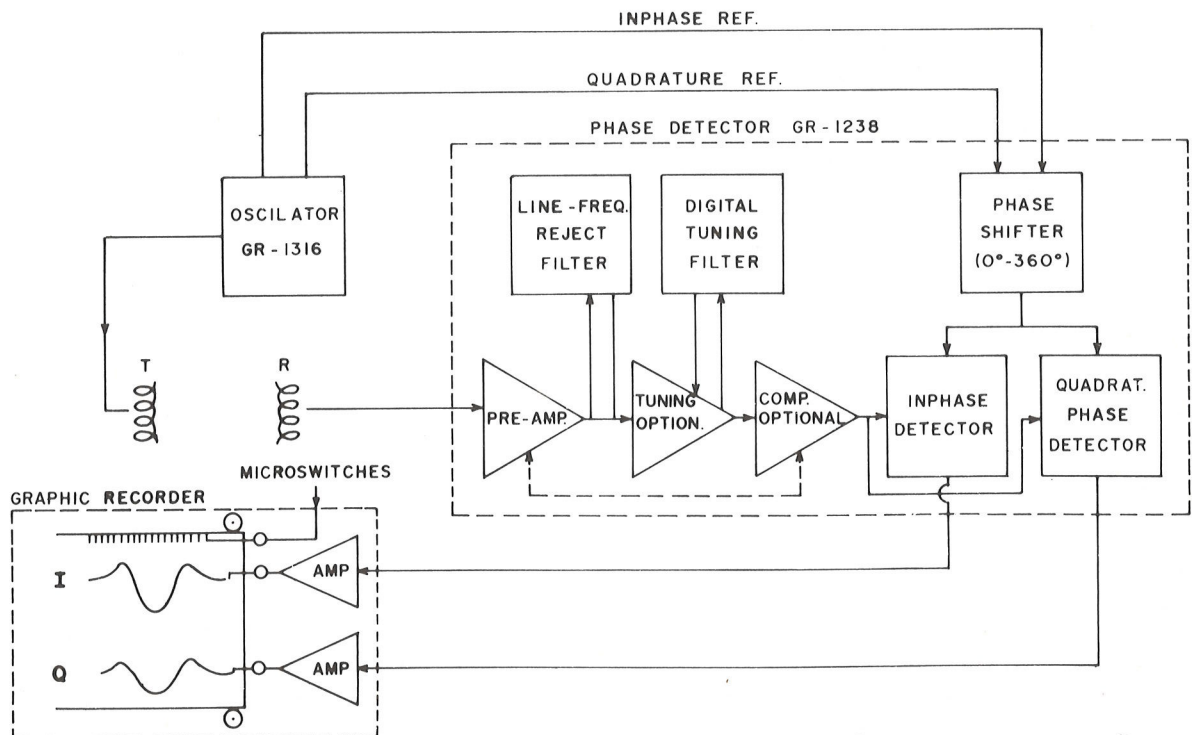 INPHASE REF.
QUADRATURE REF.
PHASE DETECTOR GR-1238
OSCILATOR
GR-1316
LINE-FREQ.
REJECT
FILTER
DIGITAL
TUNING
FILTER
PHASE
SHIFTER
(0°-360°)
T
R
PRE-AMP.
TUNING
OPTION.
COMP.
OPTIONAL
INPHASE
DETECTOR
QUADRAT.
PHASE
DETECTOR
MICROSWITCHES
GRAPHIC RECORDER
I
AMP
Q
AMP